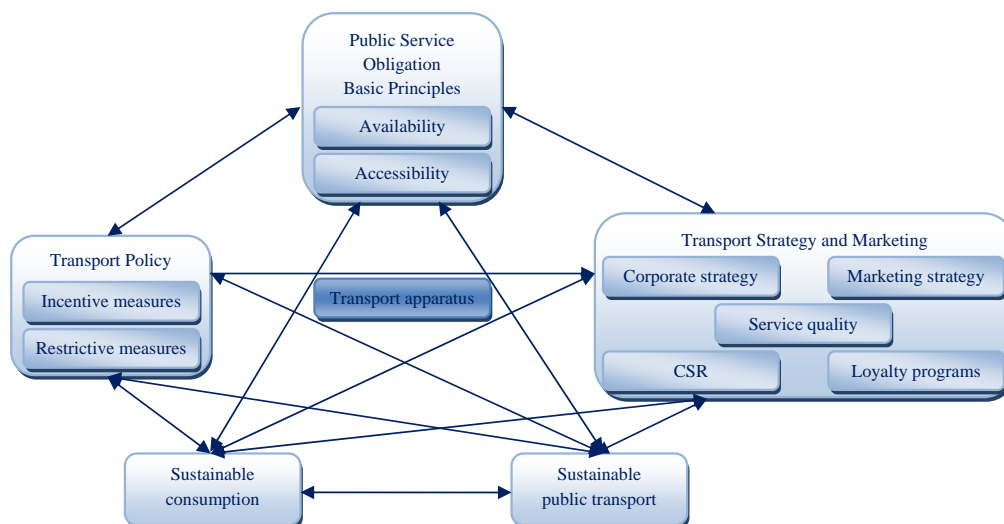 Public Service
Obligation
Basic Principles
Availability
Accessibility
Transport Policy
Incentive measures
Restrictive measures
Transport apparatus
Transport Strategy and Marketing
Corporate strategy
Marketing strategy
Service quality
CSR
Loyalty programs
Sustainable
consumption
Sustainable
public transport